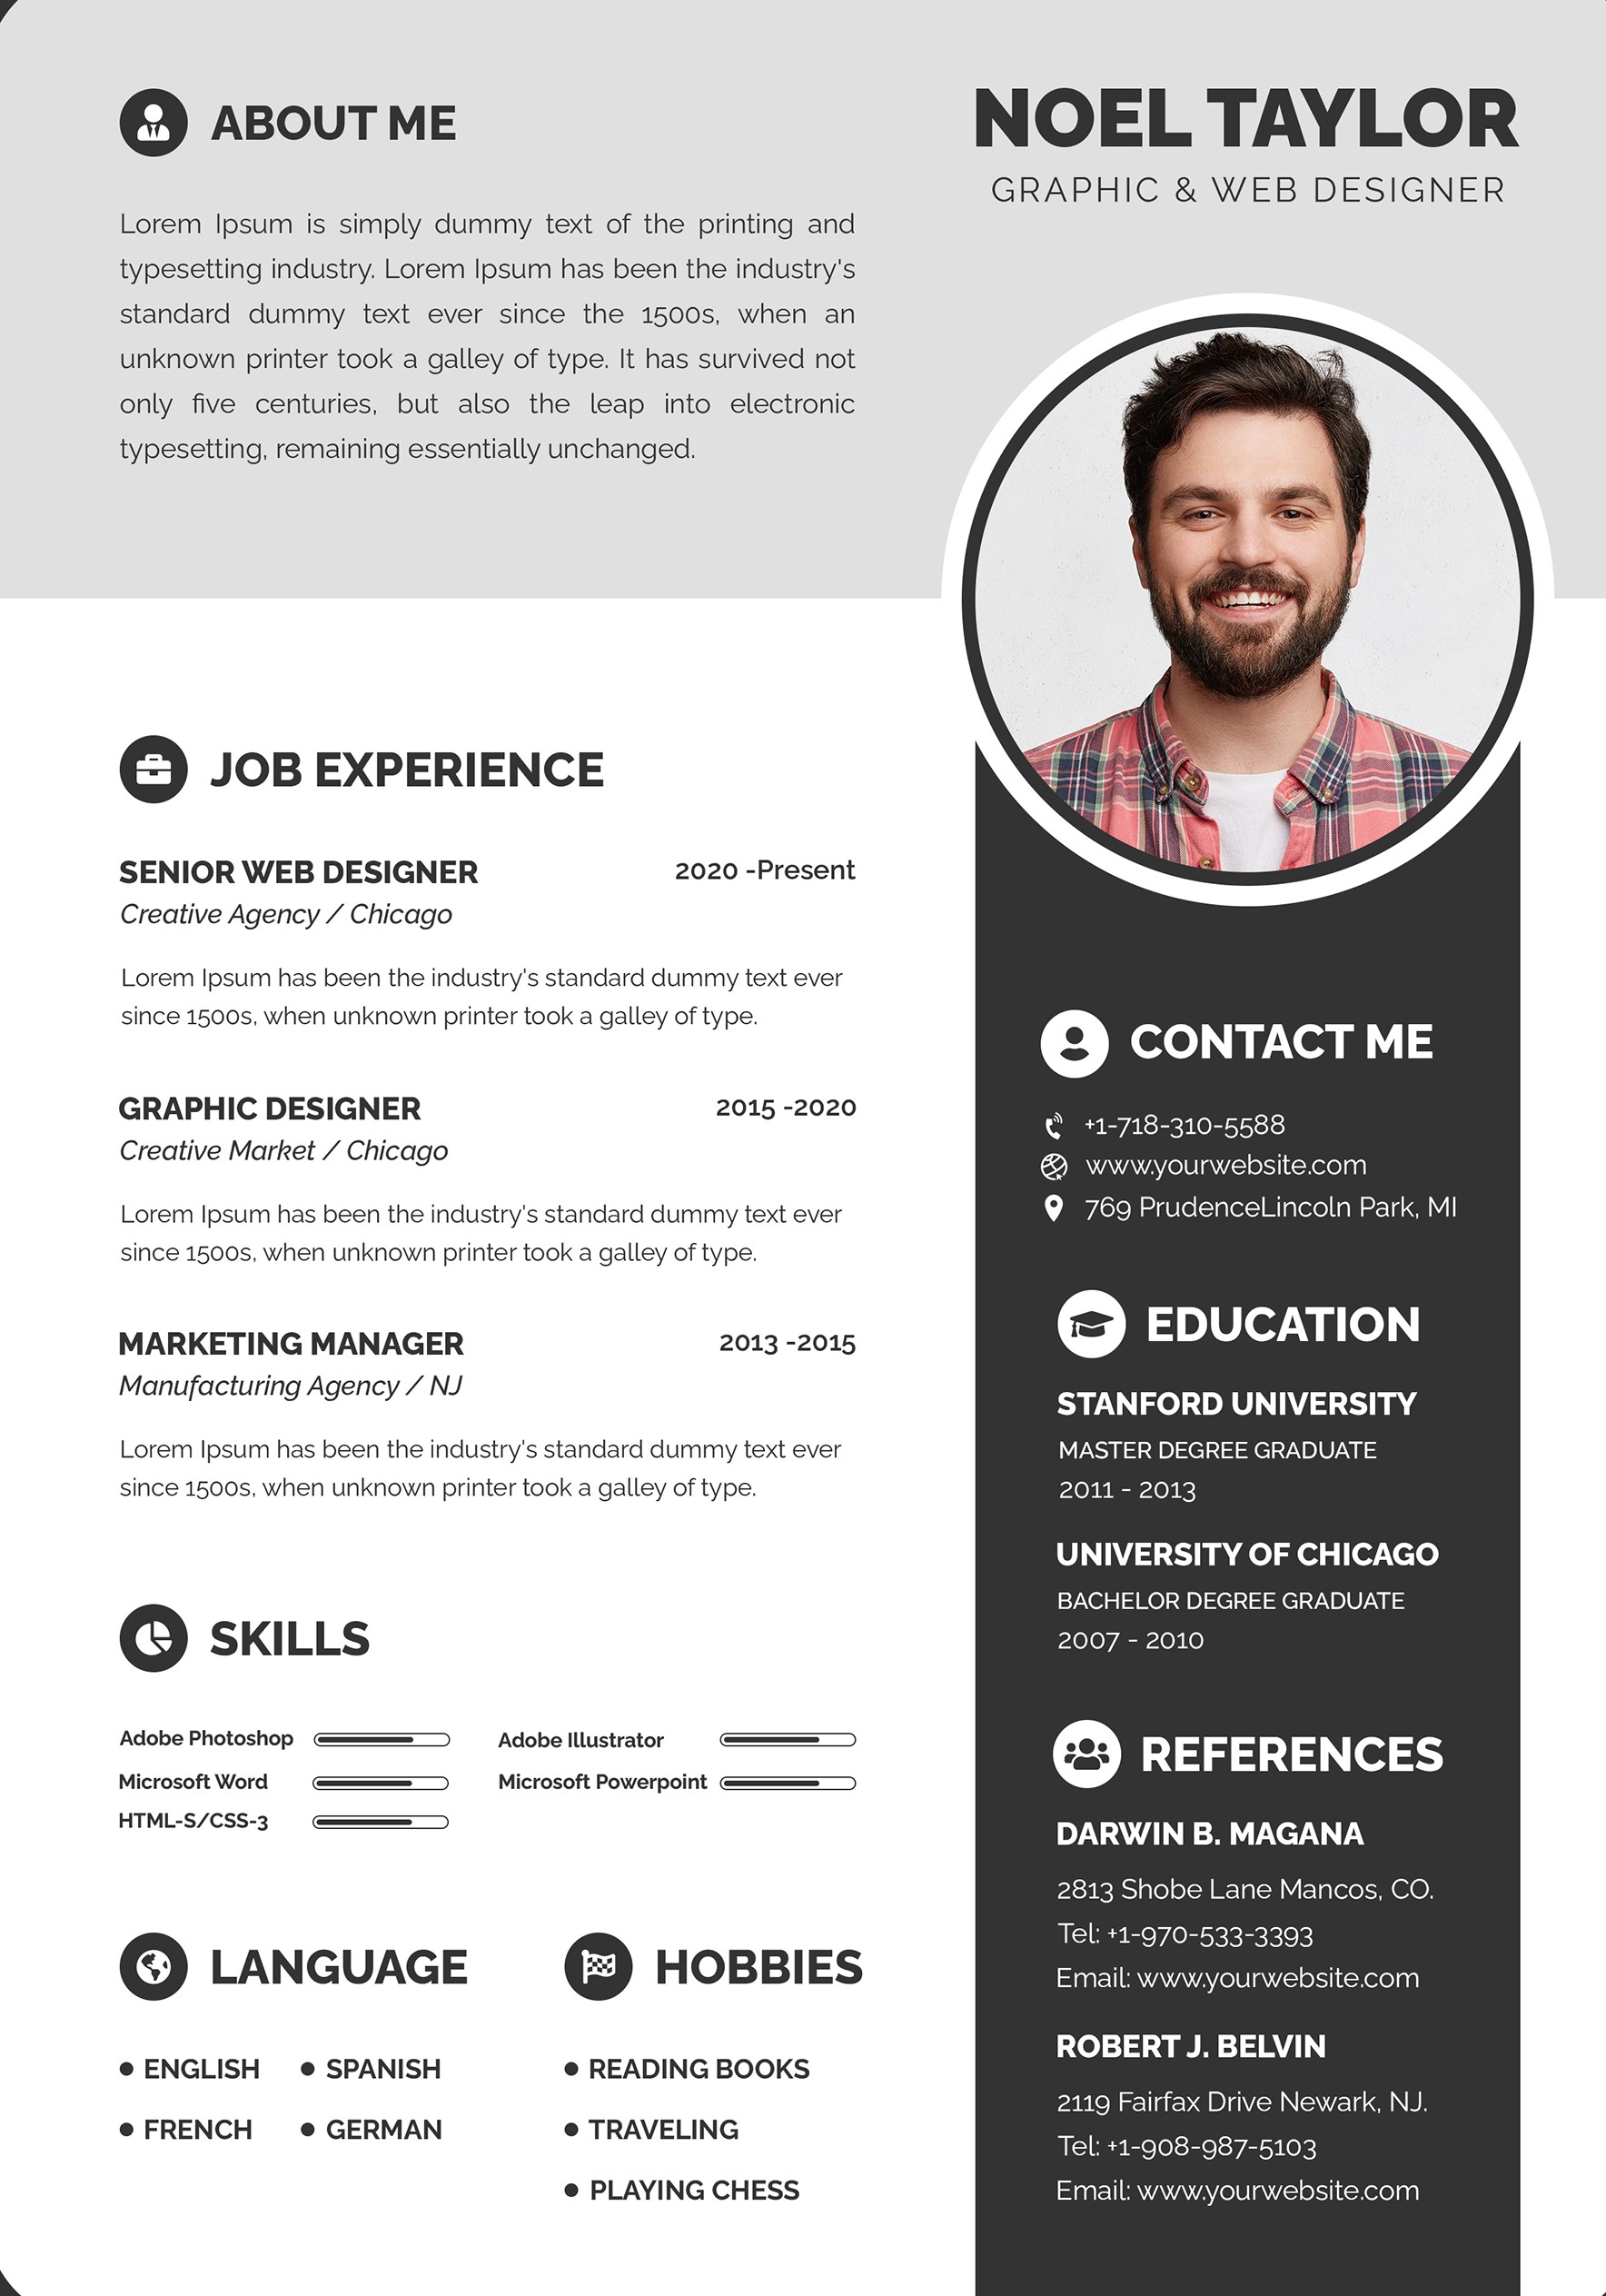 ABOUT ME
Lorem Ipsum is simply dummy text of the printing and
typesetting industry. Lorem Ipsum has been the industry's
standard dummy text ever since the 1500s, when an
unknown printer took a galley of type. It has survived not
only five centuries, but also the leap into electronic
typesetting, remaining essentially unchanged.
NOEL TAYLOR
GRAPHIC & WEB DESIGNER
JOB EXPERIENCE
SENIOR WEB DESIGNER
2020 -Present
Creative Agency / Chicago
Lorem Ipsum has been the industry's standard dummy text ever
since 1500s, when unknown printer took a galley of type.
GRAPHIC DESIGNER
2015 -2020
Creative Market / Chicago
Lorem Ipsum has been the industry's standard dummy text ever
since 1500s, when unknown printer took a galley of type.
MARKETING MANAGER
2013 -2015
Manufacturing Agency / NJ
Lorem Ipsum has been the industry's standard dummy text ever
since 1500s, when unknown printer took a galley of type.
SKILLS
Adobe Photoshop
Adobe Illustrator
Microsoft Word
Microsoft Powerpoint
HTML-S/CSS-3
LANGUAGE
ENGLISH
SPANISH
FRENCH
GERMAN
HOBBIES
READING BOOKS
TRAVELING
PLAYING CHESS
CONTACT ME
+1-718-310-5588
www.yourwebsite.com
769 PrudenceLincoln Park, MI
EDUCATION
STANFORD UNIVERSITY
MASTER DEGREE GRADUATE
2011 - 2013
UNIVERSITY OF CHICAGO
BACHELOR DEGREE GRADUATE
2007 - 2010
REFERENCES
DARWIN B. MAGANA
2813 Shobe Lane Mancos, CO.
Tel: +1-970-533-3393
Email: www.yourwebsite.com
ROBERT J. BELVIN
2119 Fairfax Drive Newark, NJ.
Tel: +1-908-987-5103
Email: www.yourwebsite.com